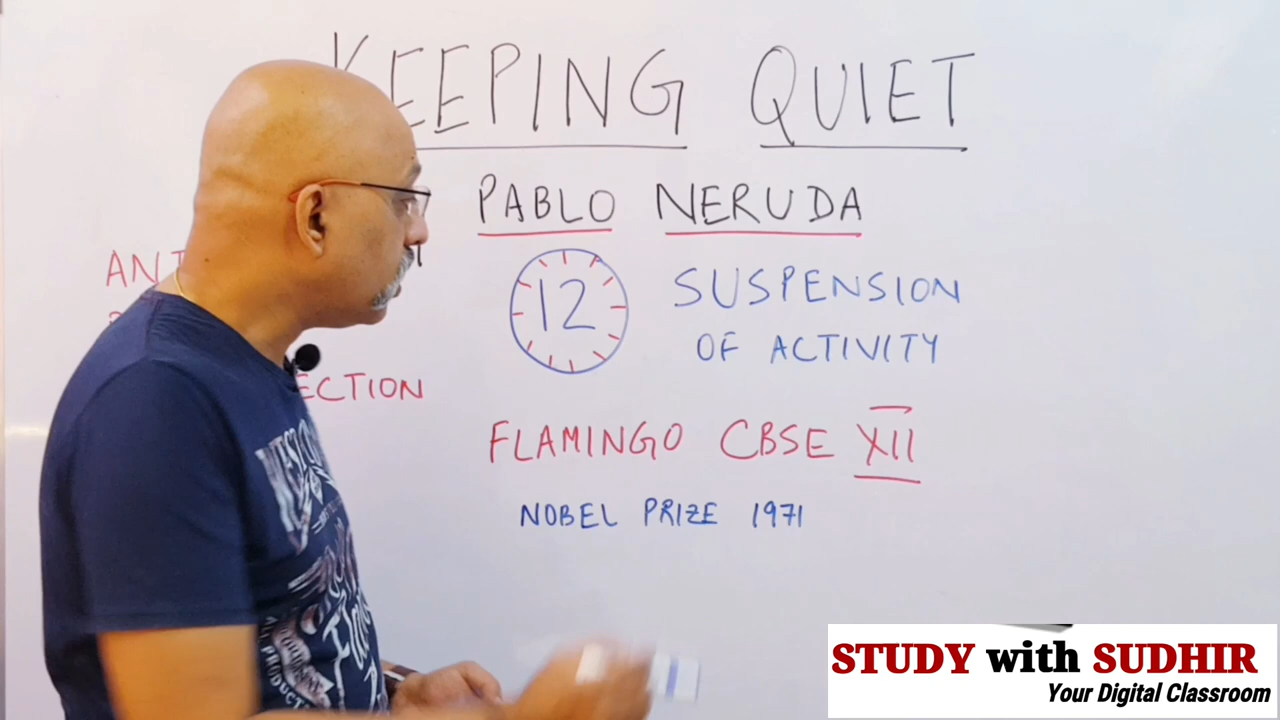 KEEPING QUIET
PABLO NERUDA
12
SUSPENSION
OF ACTIVITY
FLAMINGO CBSE XII
NOBEL PRIZE 1971
STUDY with SUDHIR
Your Digital Classroom